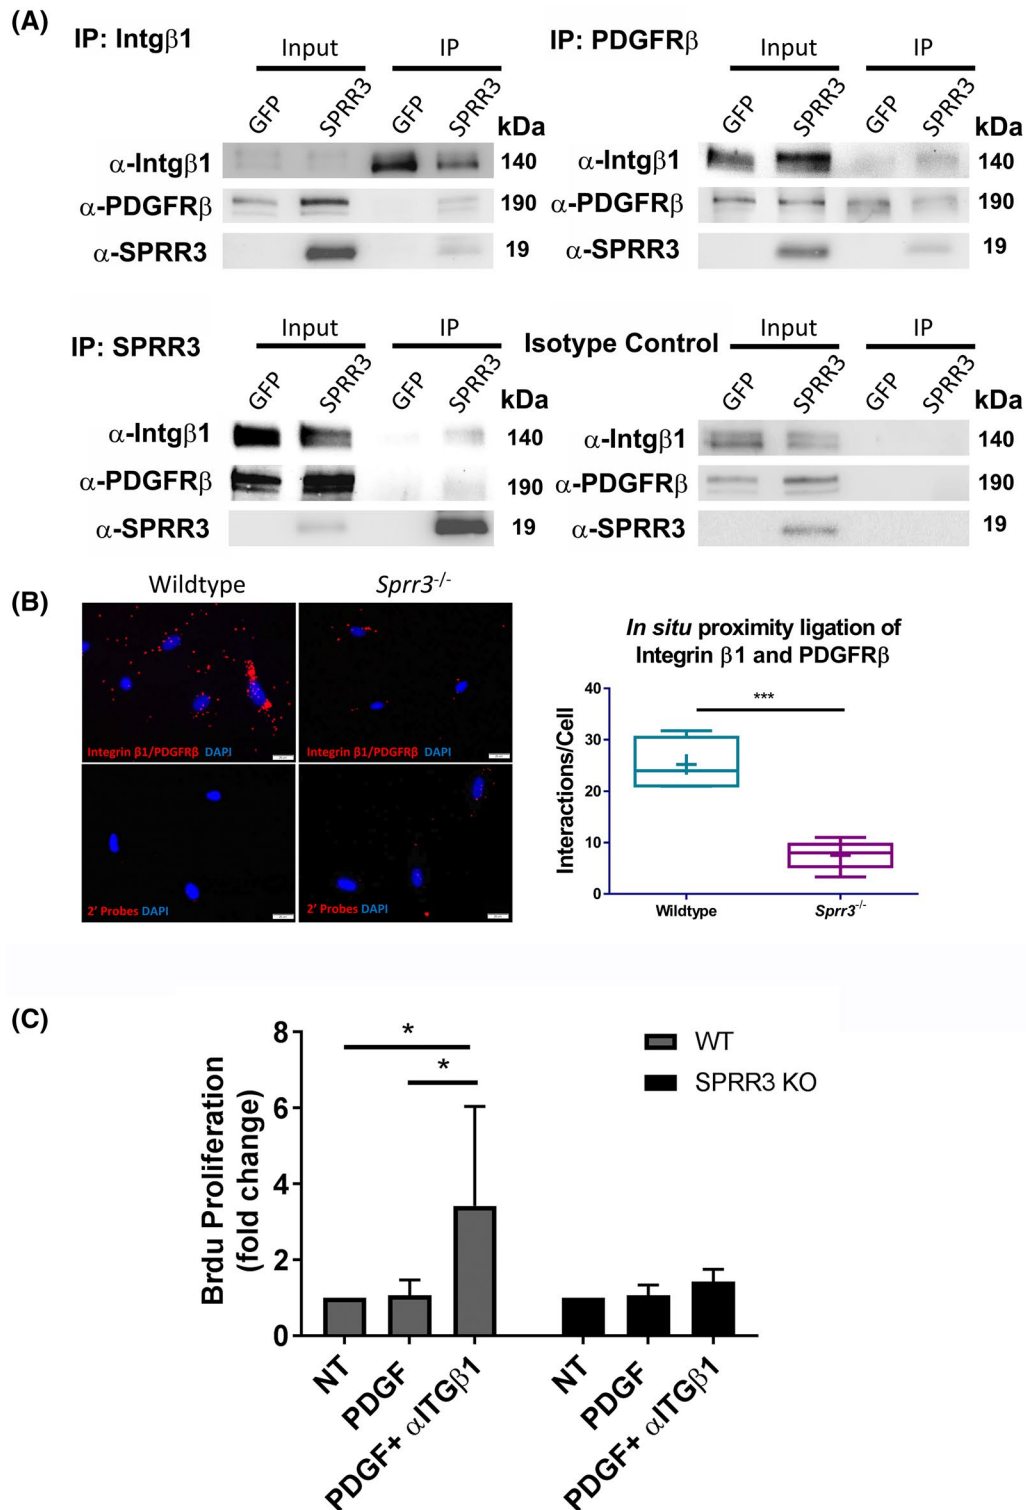 (A)
IP: Intgβ1
Input
IP
GFP
SPRR3
GFP
SPRR3
kDa
α-Intgβ1
140
α-PDGFRβ
190
α-SPRR3
19
IP: PDGFRβ
Input
IP
GFP
SPRR3
GFP
SPRR3
kDa
α-Intgβ1
140
α-PDGFRβ
190
α-SPRR3
19
IP: SPRR3
Input
IP
GFP
SPRR3
GFP
SPRR3
kDa
α-Intgβ1
140
α-PDGFRβ
190
α-SPRR3
19
Isotype Control
Input
IP
GFP
SPRR3
GFP
SPRR3
kDa
α-Intgβ1
140
α-PDGFRβ
190
α-SPRR3
19
(B)
Wildtype
Sprr3-/-
Integrin β1/PDGFRβ DAPI
Integrin β1/PDGFRβ DAPI
2' Probes DAPI
2' Probes DAPI
In situ proximity ligation of
Integrin β1 and PDGFRβ
Interactions/Cell
40
30
20
10
0
***
Wildtype
Sprr3-/-
(C)
Brdu Proliferation
(fold change)
8
6
4
2
0
*
*
WT
SPRR3 KO
NT
PDGF
PDGF+ αITGβ1
NT
PDGF
PDGF+ αITGβ1